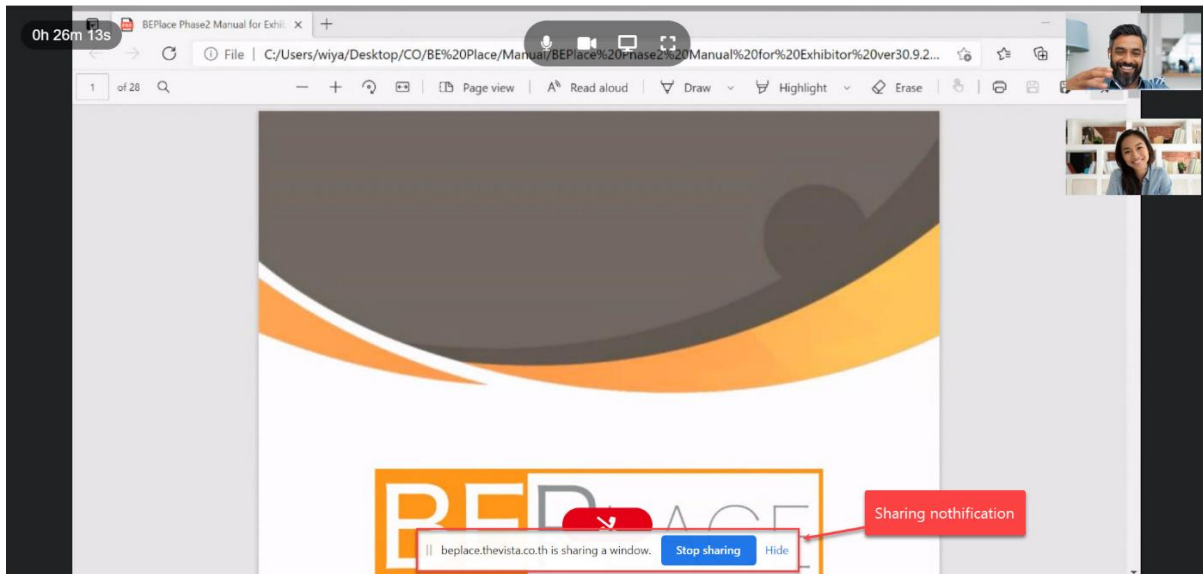 BEPlace Phase2 Manual for Exhi
0h 26m 13s
File | C:/Users/wiya/Desktop/CO/BE%20Place/Manual/BEPlace%20Phase2%20Manual%20for%20Exhibitor%20ver30.9.2...
1 of 28 Page view Read aloud Draw Highlight Erase
BEPLACE
Sharing nothification
beplace.thevista.co.th is sharing a window. Stop sharing Hide